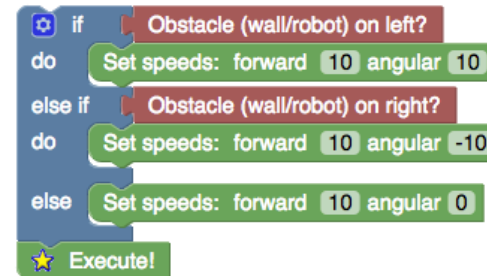 if Obstacle (wall/robot) on left?
do Set speeds: forward 10 angular 10
else if Obstacle (wall/robot) on right?
do Set speeds: forward 10 angular -10
else Set speeds: forward 10 angular 0
Execute!